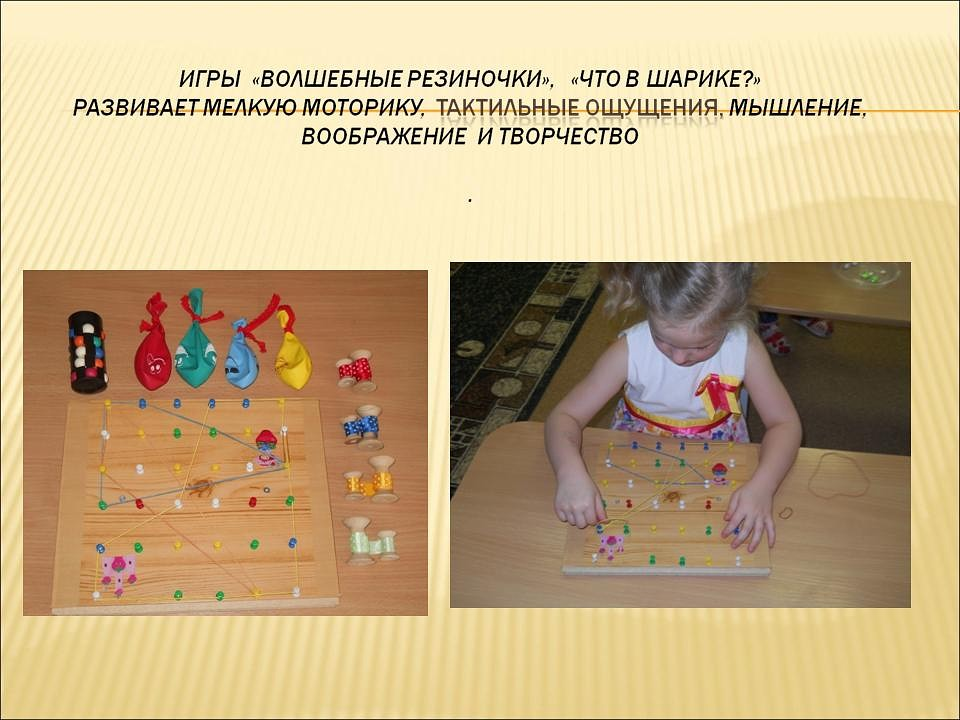 ИГРЫ «ВОЛШЕБНЫЕ РЕЗИНОЧКИ», «ЧТО В ШАРИКЕ?»
РАЗВИВАЕТ МЕЛКУЮ МОТОРИКУ, ТАКТИЛЬНЫЕ ОЩУЩЕНИЯ, МЫШЛЕНИЕ,
ВООБРАЖЕНИЕ И ТВОРЧЕСТВО
.